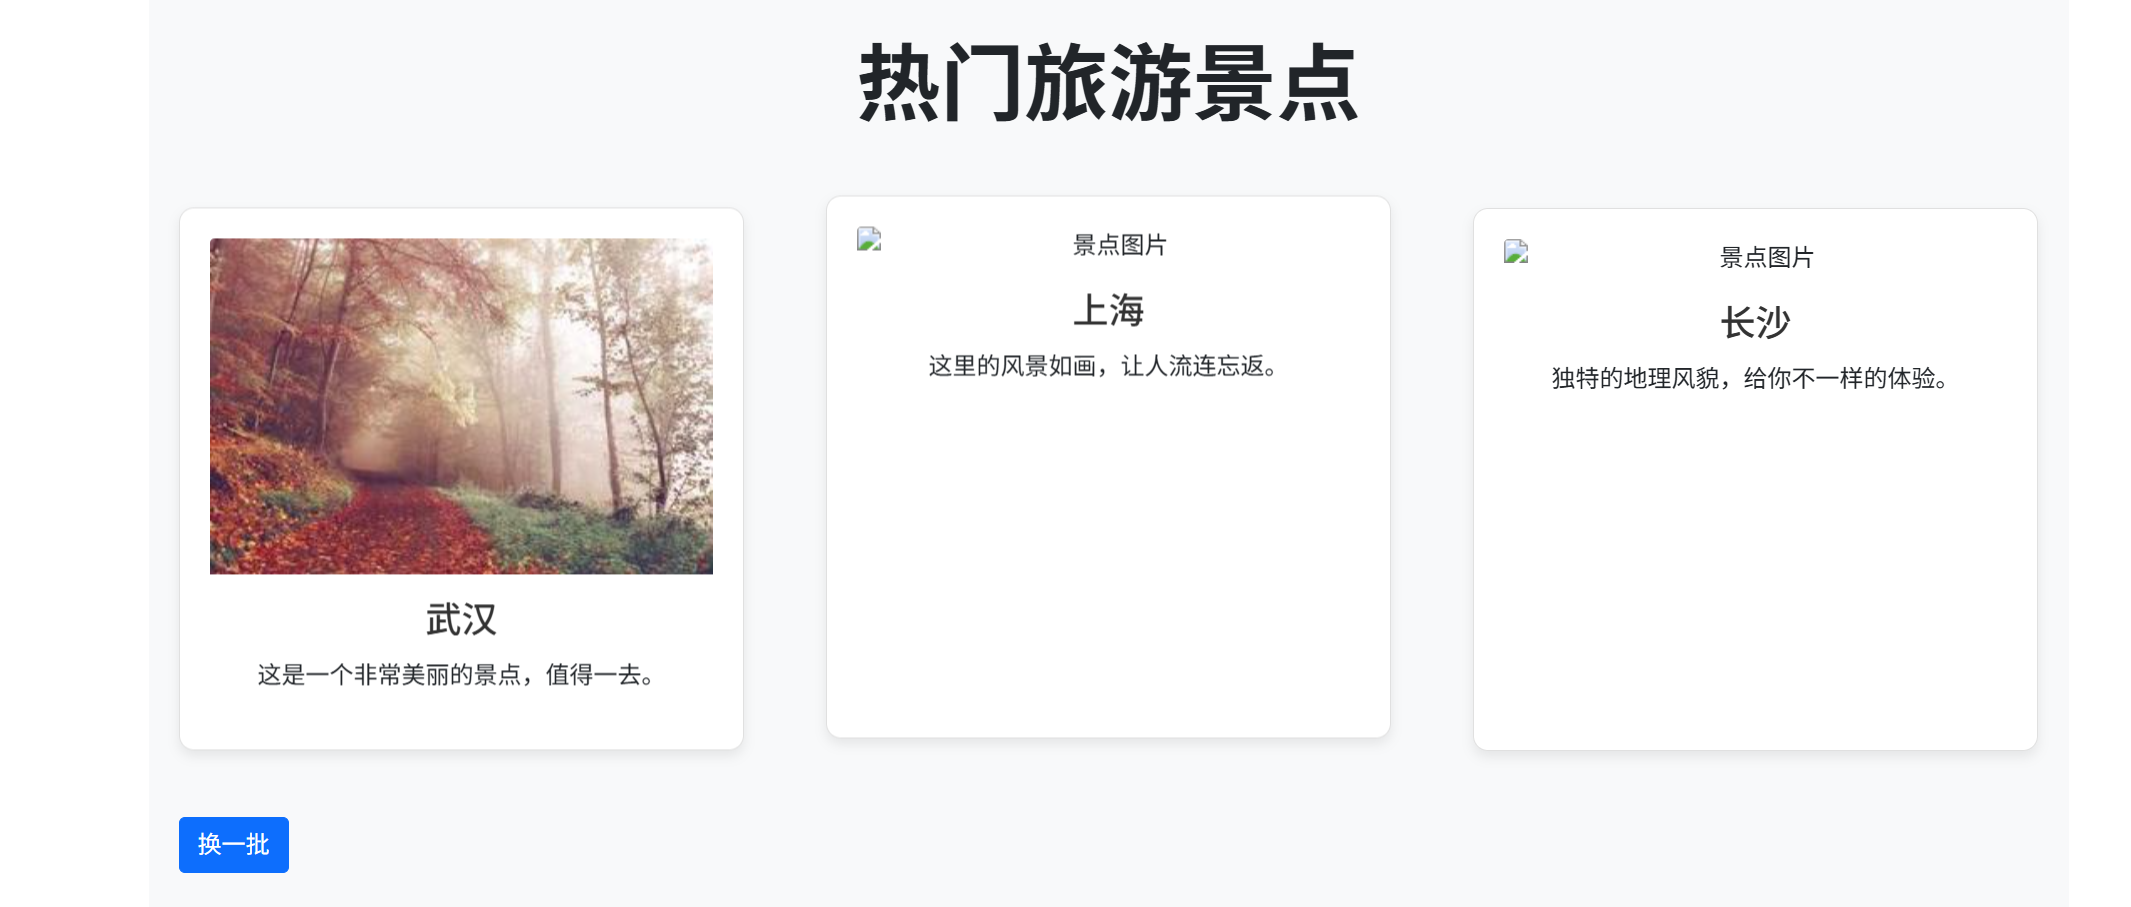 热门旅游景点
武汉
这是一个非常美丽的景点，值得一去。
景点图片
上海
这里的风景如画，让人流连忘返。
景点图片
长沙
独特的地理风貌，给你不一样的体验。
换一批